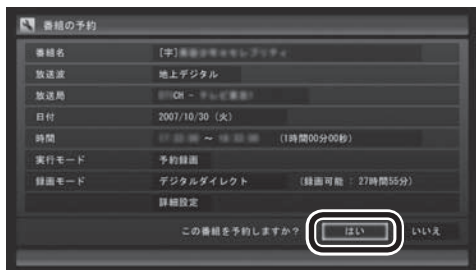 番組の予約
番組名 [字]
放送波 地上デジタル
放送局 CH -
日付 2007/10/30 (火)
時間 ～ (1時間00分00秒)
実行モード 予約録画
録画モード デジタルダイレクト (録画可能 : 27時間55分)
詳細設定
この番組を予約しますか? はい いいえ